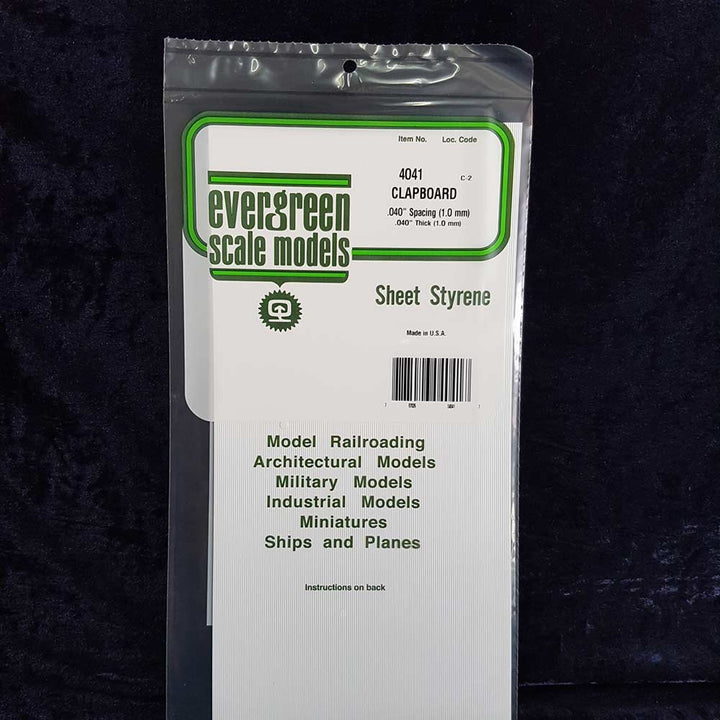 Item No. Loc. Code
4041 C-2
CLAPBOARD
.040" Spacing (1.0 mm)
.040" Thick (1.0 mm)
evergreen
scale models
Sheet Styrene
Made in U.S.A.
Model Railroading
Architectural Models
Military Models
Industrial Models
Miniatures
Ships and Planes
Instructions on back